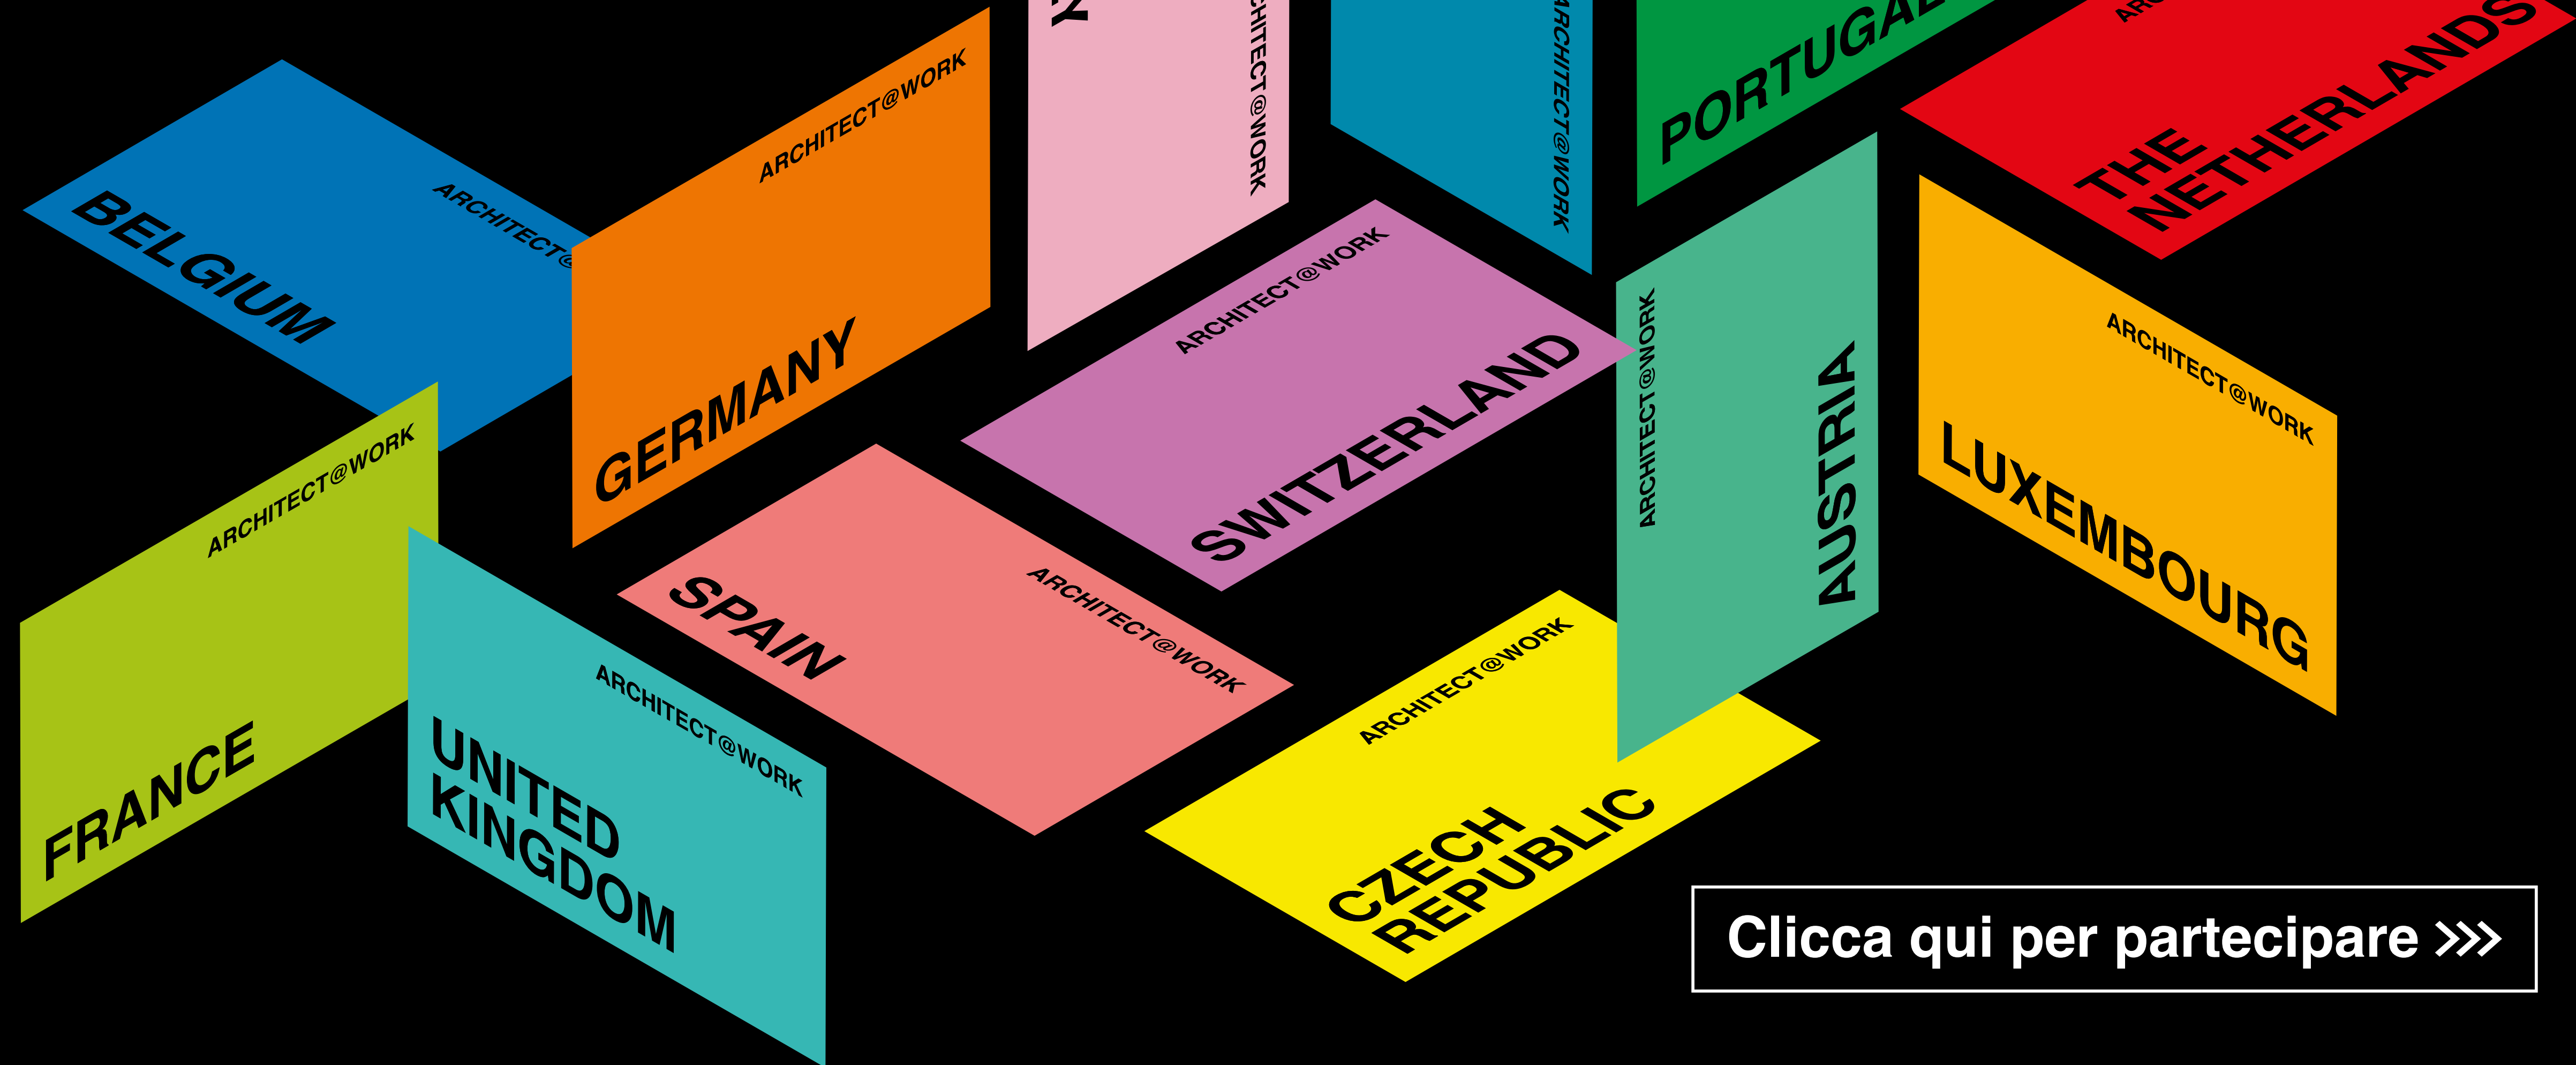 BELGIUM
ARCHITECT@
GERMANY
ARCHITECT@WORK
Y
ARCHITECT@WORK
ARCHITECT@WORK
PORTUGAL
THE
NETHERLANDS
ARCHITECT@WORK
SWITZERLAND
ARCHITECT@WORK
AUSTRIA
ARCHITECT@WORK
LUXEMBOURG
ARCHITECT@WORK
FRANCE
ARCHITECT@WORK
UNITED
KINGDOM
ARCHITECT@WORK
SPAIN
ARCHITECT@WORK
CZECH
REPUBLIC
Clicca qui per partecipare >>>